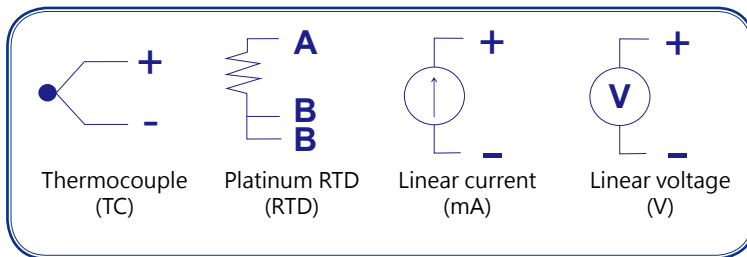 +
-
A
B
B
+
−
V
+
−
Thermocouple
(TC)
Platinum RTD
(RTD)
Linear current
(mA)
Linear voltage
(V)